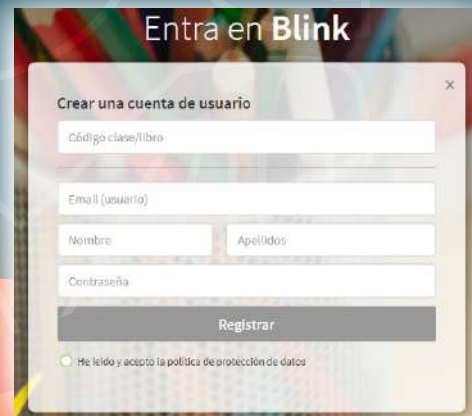 Entra en Blink
×
Crear una cuenta de usuario
Código clase/libro
Email (usuario)
Nombre Apellidos
Contraseña
Registrar
He leído y acepto la política de protección de datos